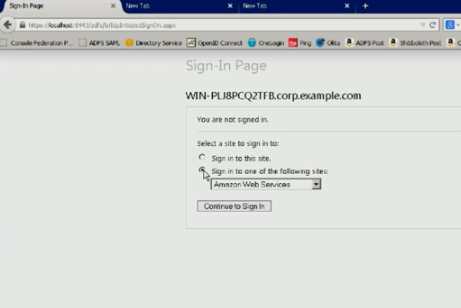 Sign-In Page
New Tab
New Tab
https://localhost:8443/adfs/ls/IdpInitiatedSignOn.aspx
Console Federation P... ADFS SAML Directory Service OpenID Connect OneLogin Ping Okta ADFS Post Shibboleth Post
Sign-In Page
WIN-PLJ8PCQ2TFB.corp.example.com
You are not signed in.
Select a site to sign in to:
Sign in to this site.
Sign in to one of the following sites:
Amazon Web Services
Continue to Sign In